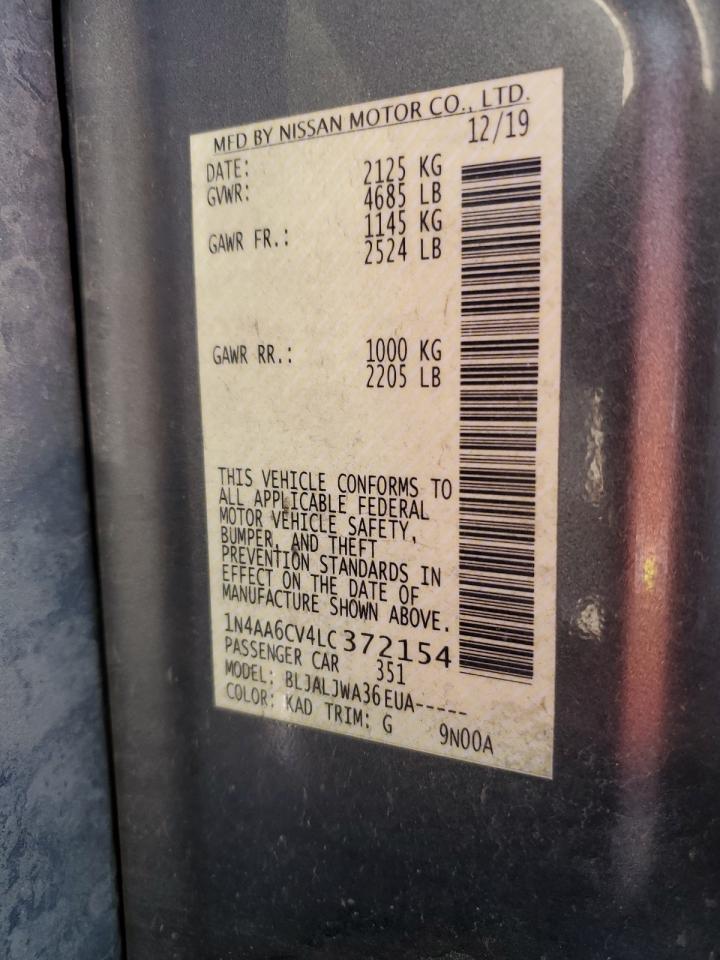 MFD BY NISSAN MOTOR CO., LTD.
DATE: 12/19
GVWR: 2125 KG
4685 LB
GAWR FR.: 1145 KG
2524 LB
GAWR RR.: 1000 KG
2205 LB
THIS VEHICLE CONFORMS TO
ALL APPLICABLE FEDERAL
MOTOR VEHICLE SAFETY,
BUMPER, AND THEFT
PREVENTION STANDARDS IN
EFFECT ON THE DATE OF
MANUFACTURE SHOWN ABOVE.
1N4AA6CV4LC372154
PASSENGER CAR 351
MODEL: BLJALJWA36EUA-----
COLOR: KAD TRIM: G 9N00A